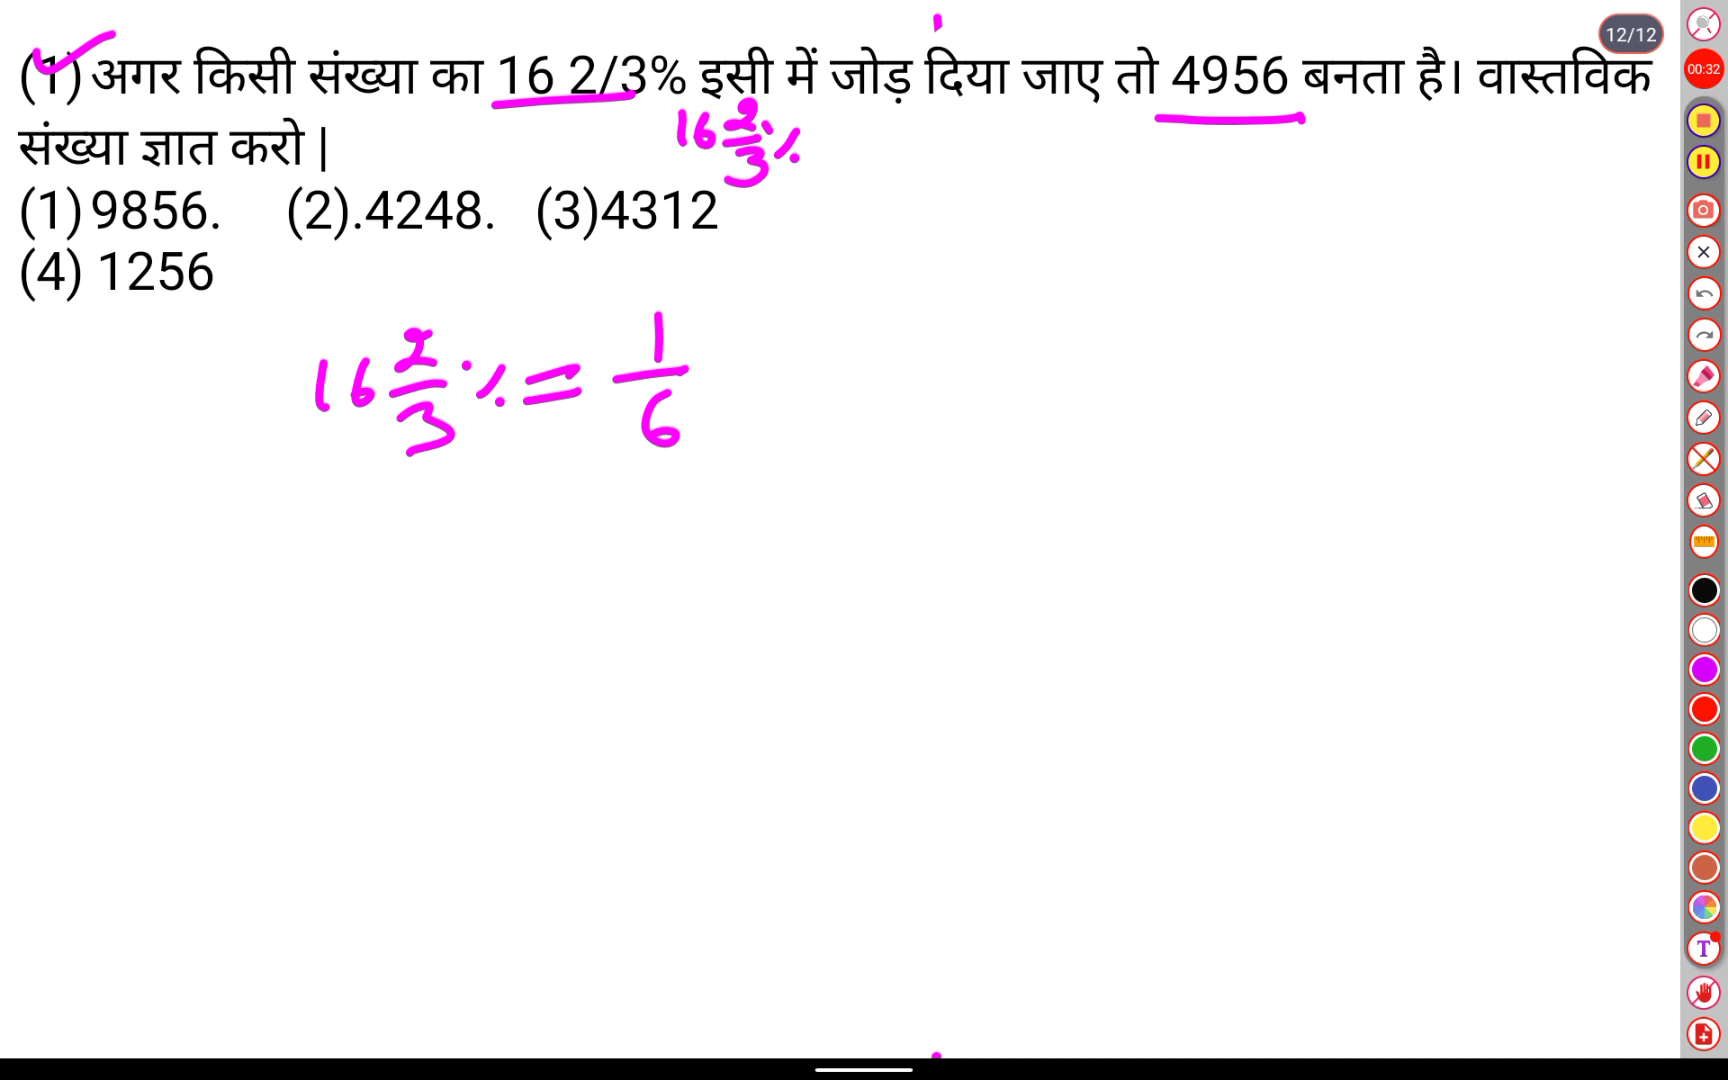 12/12
00:32
(1) अगर किसी संख्या का 16 2/3% इसी में जोड़ दिया जाए तो 4956 बनता है। वास्तविक
संख्या ज्ञात करो |
16 2/3 %
(1) 9856. (2).4248. (3)4312
(4) 1256
16 2/3 % = 1/6
T